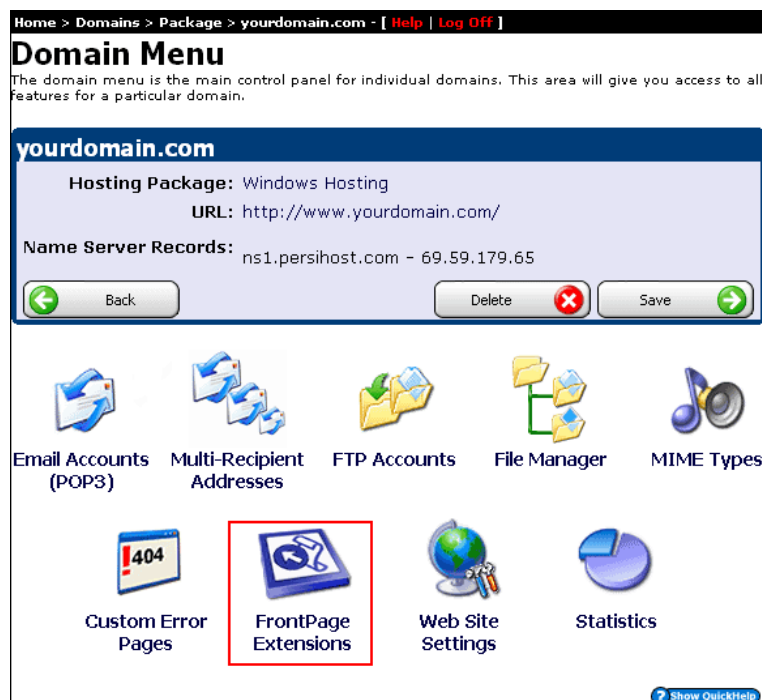 Home > Domains > Package > yourdomain.com - [ Help | Log Off ]
Domain Menu
The domain menu is the main control panel for individual domains. This area will give you access to all
features for a particular domain.
yourdomain.com
Hosting Package: Windows Hosting
URL: http://www.yourdomain.com/
Name Server Records: ns1.persihost.com - 69.59.179.65
Back Delete Save
Email Accounts
(POP3)
Multi-Recipient
Addresses
FTP Accounts
File Manager
MIME Types
!404
Custom Error
Pages
FrontPage
Extensions
Web Site
Settings
Statistics
? Show QuickHelp